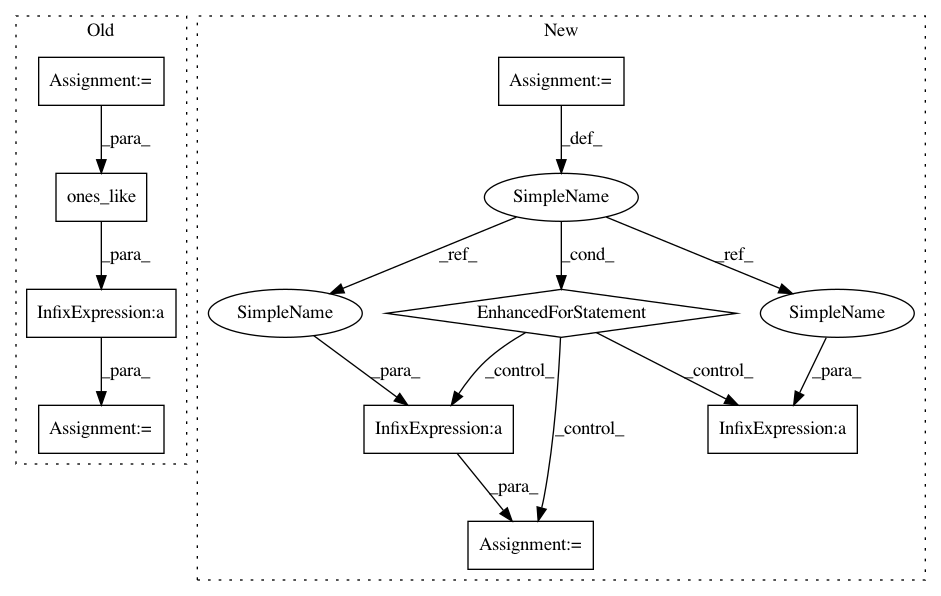 Old
New
Assignment:=
Assignment:=
_para_
_def_
ones_like
SimpleName
_para_
_ref_
_cond_
_ref_
InfixExpression:a
SimpleName
EnhancedForStatement
SimpleName
_para_
_para_
_control_
_control_
_para_
Assignment:=
InfixExpression:a
_control_
InfixExpression:a
_para_
Assignment:=